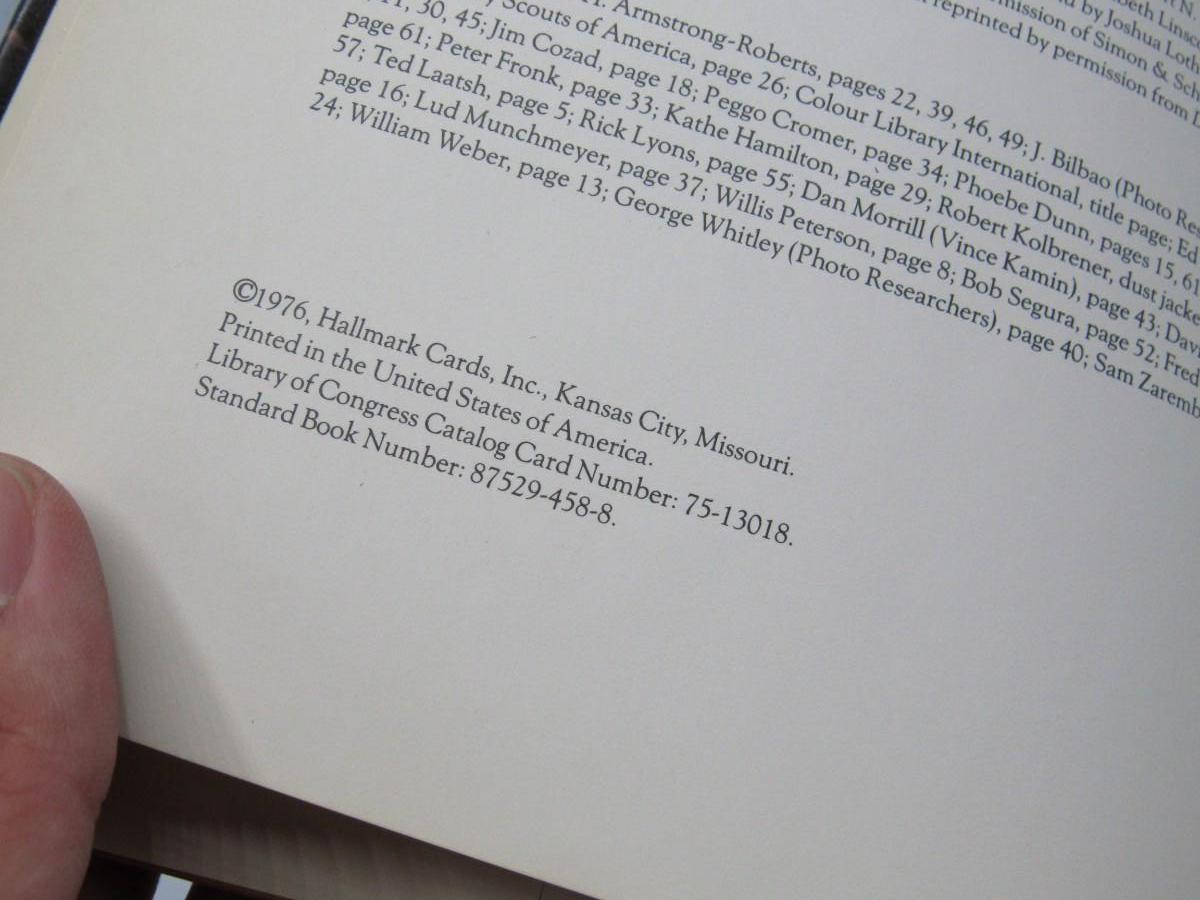 by Joshua Loth
of Simon & Sch
reprinted by permission from
Armstrong-Roberts, pages 22, 39, 46, 49; J. Bilbao (Photo Res
Scouts of America, page 26; Colour Library International, title page; Ed
30, 45; Jim Cozad, page 18; Peggo Cromer, page 34; Phoebe Dunn, pages 15, 61
page 61; Peter Fronk, page 33; Kathe Hamilton, page 29; Robert Kolbrener, dust jacke
57; Ted Laatsh, page 5; Rick Lyons, page 55; Dan Morrill (Vince Kamin), page 43; Davi
page 16; Lud Munchmeyer, page 37; Willis Peterson, page 8; Bob Segura, page 52; Fred
24; William Weber, page 13; George Whitley (Photo Researchers), page 40; Sam Zaremb
©1976, Hallmark Cards, Inc., Kansas City, Missouri.
Printed in the United States of America.
Library of Congress Catalog Card Number: 75-13018.
Standard Book Number: 87529-458-8.